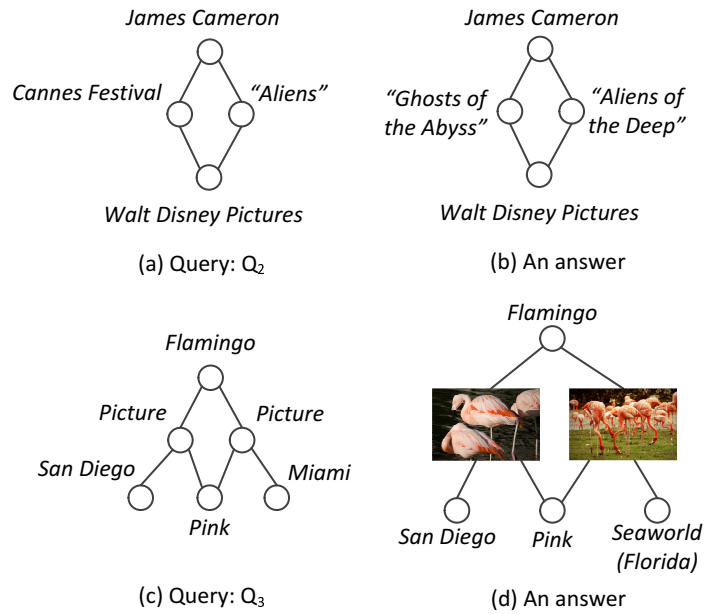 James Cameron
Cannes Festival
“Aliens”
Walt Disney Pictures
(a) Query: Q₂
James Cameron
“Ghosts of
the Abyss”
“Aliens of
the Deep”
Walt Disney Pictures
(b) An answer
Flamingo
Picture
Picture
San Diego
Miami
Pink
(c) Query: Q₃
Flamingo
San Diego
Pink
Seaworld
(Florida)
(d) An answer